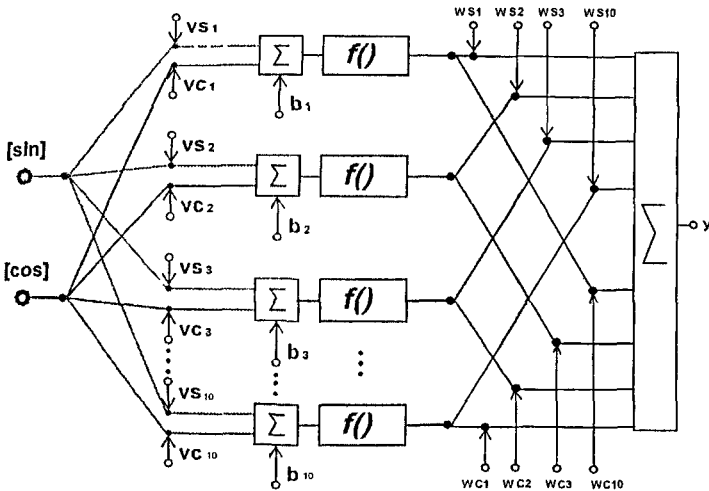 VS1
WS1 WS2 WS3 WS10
VC1
Σ
f()
b1
[sin]
VS2
Σ
f()
VC2
b2
Σ
y
[cos]
VS3
Σ
f()
VC3
b3
VS10
Σ
f()
VC10
b10
WC1 WC2 WC3 WC10